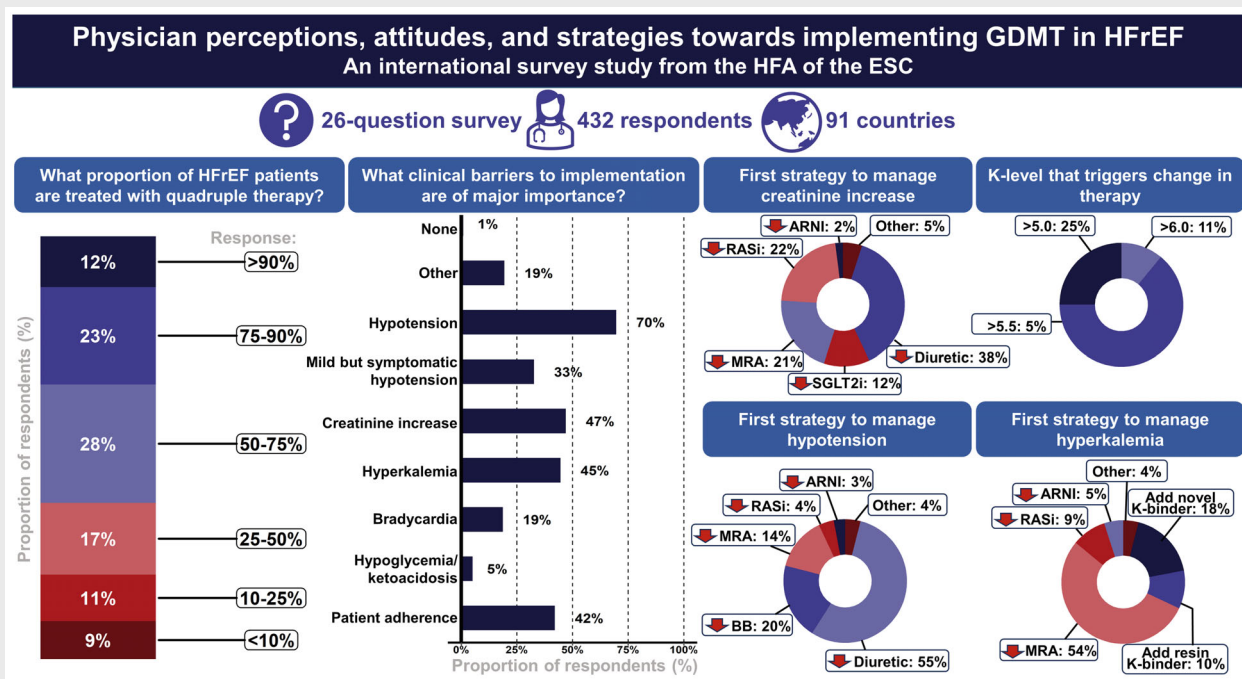 Physician perceptions, attitudes, and strategies towards implementing GDMT in HFrEF
An international survey study from the HFA of the ESC
?
26-question survey
432 respondents
91 countries
What proportion of HFrEF patients
are treated with quadruple therapy?
Proportion of respondents (%)
Response:
12%
>90%
23%
75-90%
28%
50-75%
17%
25-50%
11%
10-25%
9%
<10%
What clinical barriers to implementation
are of major importance?
None
1%
Other
19%
Hypotension
70%
Mild but symptomatic
hypotension
33%
Creatinine increase
47%
Hyperkalemia
45%
Bradycardia
19%
Hypoglycemia/
ketoacidosis
5%
Patient adherence
42%
0%
25%
50%
75%
100%
Proportion of respondents (%)
First strategy to manage
creatinine increase
ARNI: 2%
Other: 5%
RASi: 22%
MRA: 21%
Diuretic: 38%
SGLT2i: 12%
K-level that triggers change in
therapy
>5.0: 25%
>6.0: 11%
>5.5: 5%
First strategy to manage
hypotension
ARNI: 3%
RASi: 4%
Other: 4%
MRA: 14%
BB: 20%
Diuretic: 55%
First strategy to manage
hyperkalemia
Other: 4%
ARNI: 5%
Add novel
K-binder: 18%
RASi: 9%
MRA: 54%
Add resin
K-binder: 10%